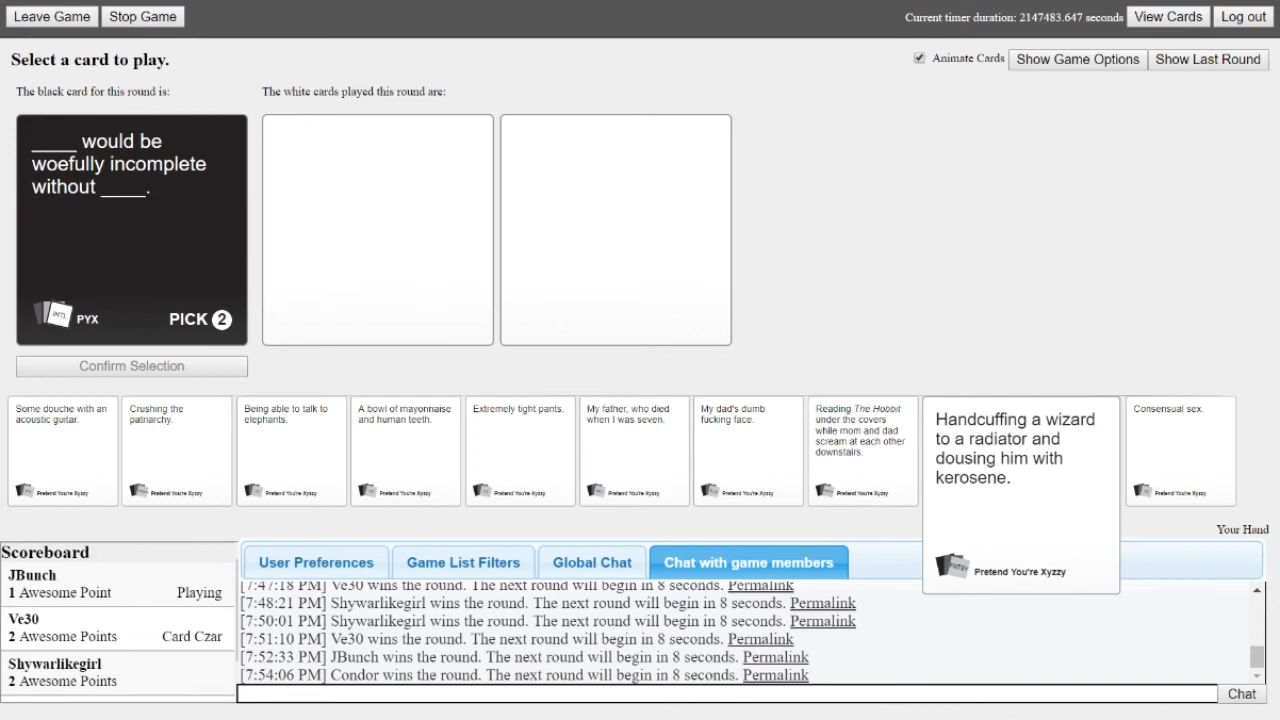 Leave Game Stop Game Current timer duration: 2147483.647 seconds View Cards Log out
Select a card to play. Animate Cards Show Game Options Show Last Round
The black card for this round is: The white cards played this round are:
____ would be
woefully incomplete
without ____.
INTL PYX PICK 2
Confirm Selection
Some douche with an
acoustic guitar.
Pretend You're Xyzzy
Crushing the
patriarchy.
Pretend You're Xyzzy
Being able to talk to
elephants.
Pretend You're Xyzzy
A bowl of mayonnaise
and human teeth.
Pretend You're Xyzzy
Extremely tight pants.
Pretend You're Xyzzy
My father, who died
when I was seven.
Pretend You're Xyzzy
My dad's dumb
fucking face.
Pretend You're Xyzzy
Reading The Hobbit
under the covers
while mom and dad
scream at each other
downstairs.
Pretend You're Xyzzy
Handcuffing a wizard
to a radiator and
dousing him with
kerosene.
Pretend You're Xyzzy
Consensual sex.
Pretend You're Xyzzy
Your Hand
Scoreboard
JBunch
1 Awesome Point Playing
Ve30
2 Awesome Points Card Czar
Shywarlikegirl
2 Awesome Points
User Preferences Game List Filters Global Chat Chat with game members
[7:47:18 PM] Ve30 wins the round. The next round will begin in 8 seconds. Permalink
[7:48:21 PM] Shywarlikegirl wins the round. The next round will begin in 8 seconds. Permalink
[7:50:01 PM] Shywarlikegirl wins the round. The next round will begin in 8 seconds. Permalink
[7:51:10 PM] Ve30 wins the round. The next round will begin in 8 seconds. Permalink
[7:52:33 PM] JBunch wins the round. The next round will begin in 8 seconds. Permalink
[7:54:06 PM] Condor wins the round. The next round will begin in 8 seconds. Permalink
Chat